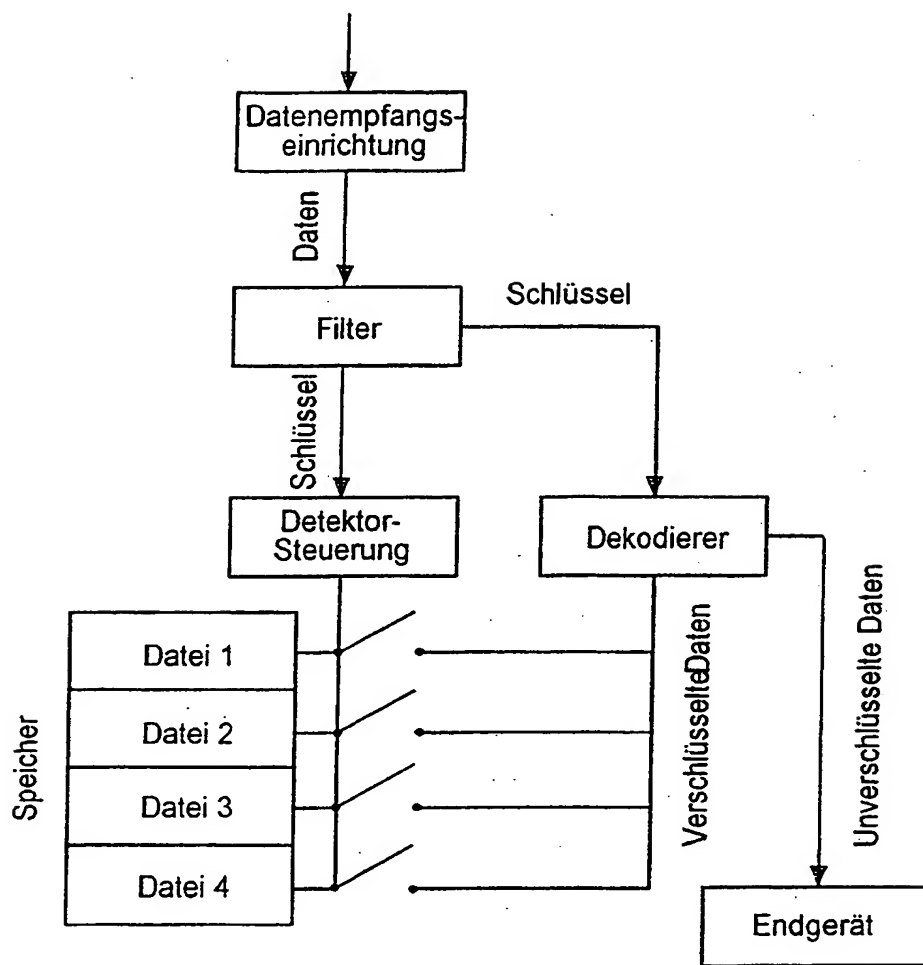 Datenempfangs-
einrichtung
Daten
Schlüssel
Filter
Schlüssel
Detektor-
Steuerung
Dekodierer
Speicher
Datei 1
Datei 2
Datei 3
Datei 4
VerschlüsselteDaten
Unverschlüsselte Daten
Endgerät